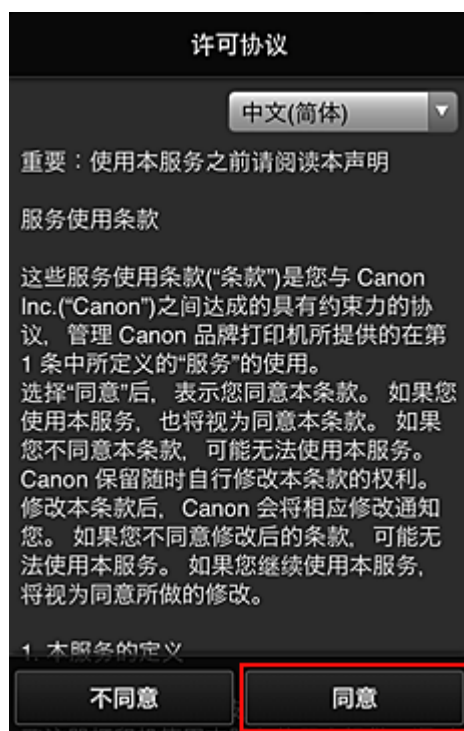 许可协议
中文(简体)
重要：使用本服务之前请阅读本声明
服务使用条款
这些服务使用条款(“条款”)是您与 Canon
Inc.(“Canon”)之间达成的具有约束力的协
议，管理 Canon 品牌打印机所提供的在第
1 条中所定义的“服务”的使用。
选择“同意”后，表示您同意本条款。 如果您
使用本服务，也将视为同意本条款。 如果
您不同意本条款，可能无法使用本服务。
Canon 保留随时自行修改本条款的权利。
修改本条款后，Canon 会将相应修改通知
您。 如果您不同意修改后的条款，可能无
法使用本服务。 如果您继续使用本服务，
将视为同意所做的修改。
1. 本服务的定义
不同意
同意